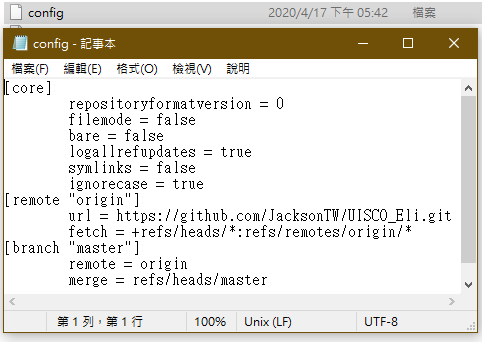 config 2020/4/17 下午 05:42 檔案
config - 記事本
檔案(F) 編輯(E) 格式(O) 檢視(V) 說明
[core]
repositoryformatversion = 0
filemode = false
bare = false
logallrefupdates = true
symlinks = false
ignorecase = true
[remote "origin"]
url = https://github.com/JacksonTW/UISCO_Eli.git
fetch = +refs/heads/*:refs/remotes/origin/*
[branch "master"]
remote = origin
merge = refs/heads/master
第 1 列，第 1 行 100% Unix (LF) UTF-8